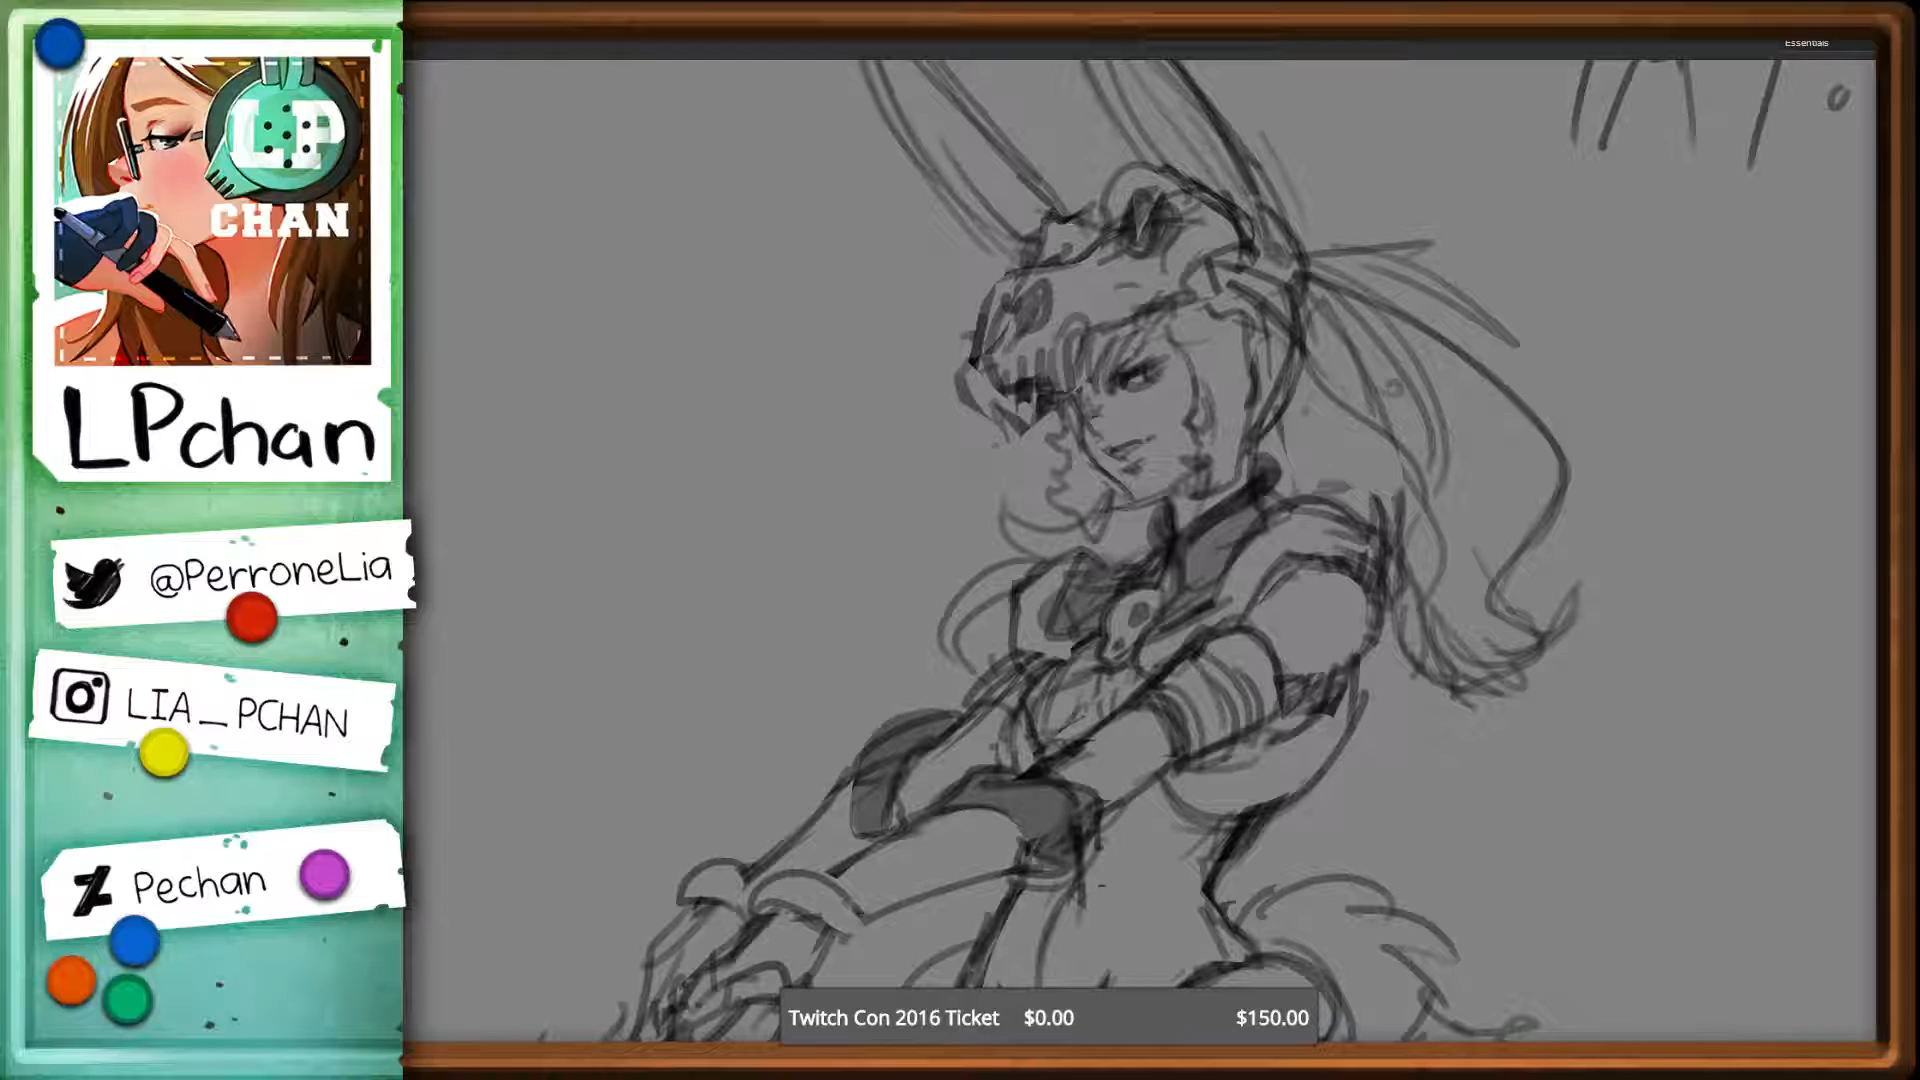 LP
CHAN
LPchan
@PerroneLia
LIA_PCHAN
Pechan
Essentials
Twitch Con 2016 Ticket $0.00 $150.00